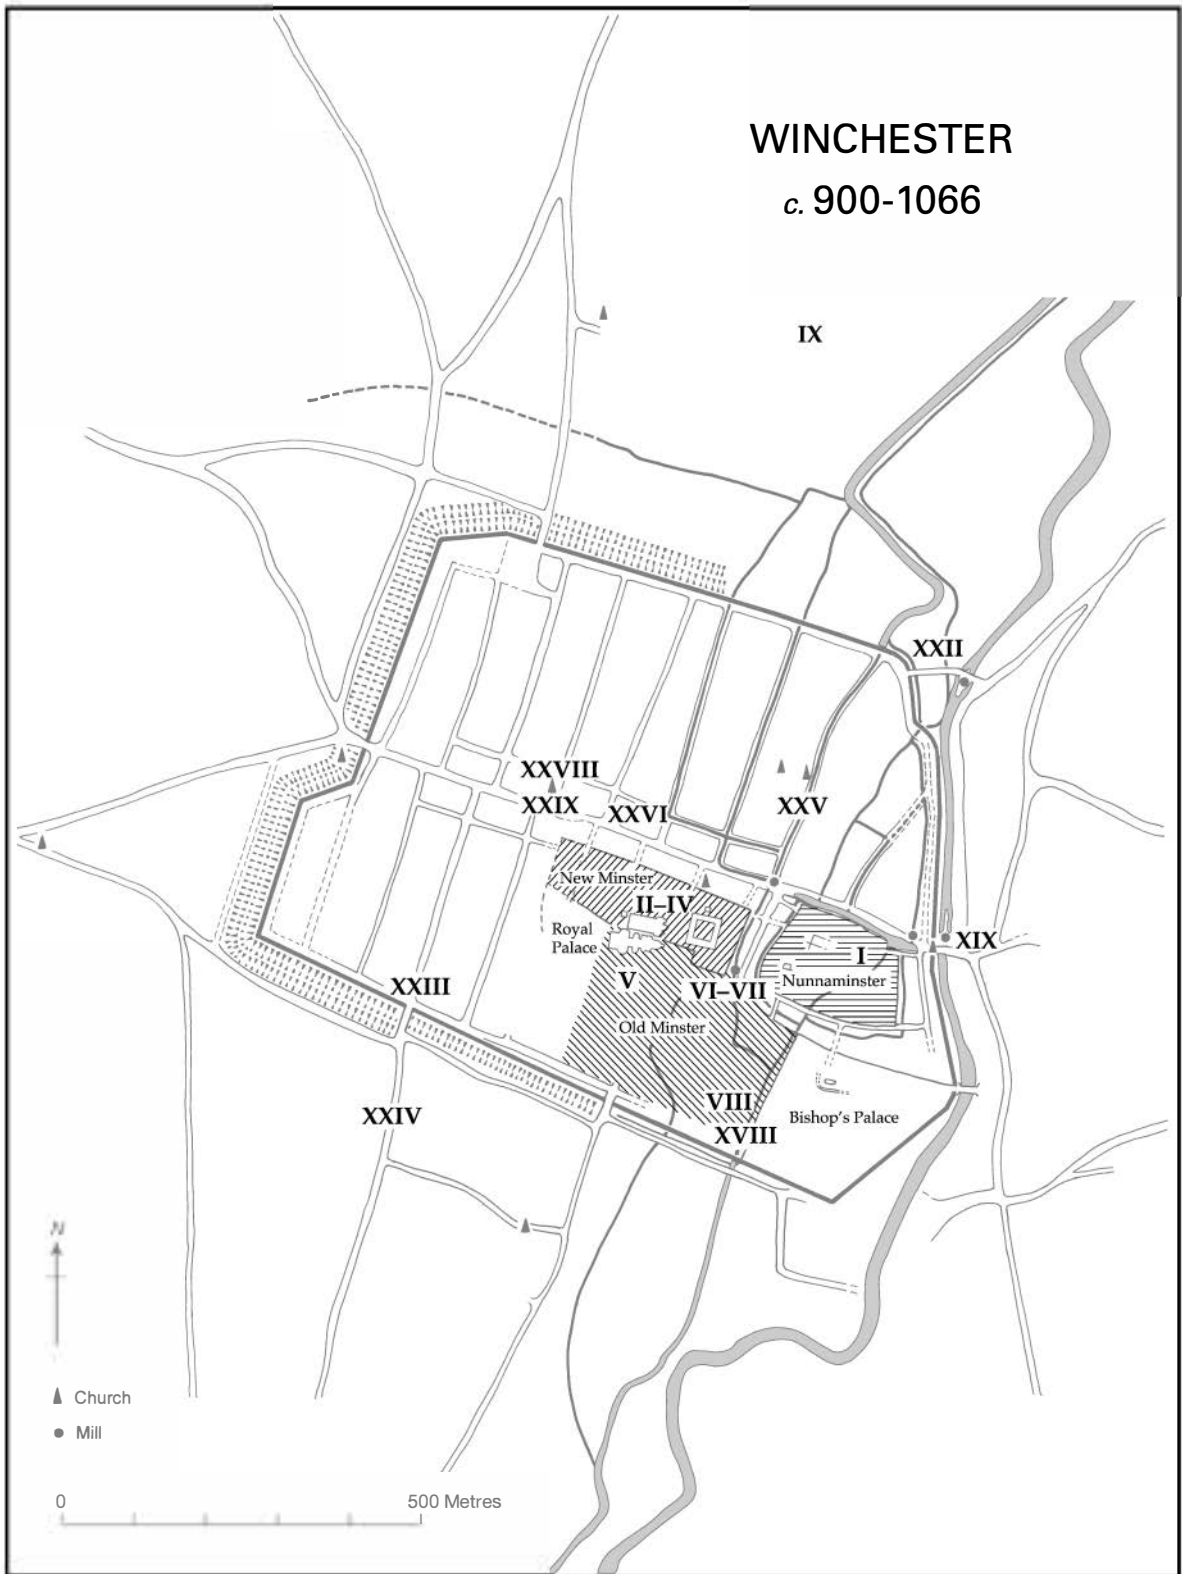 WINCHESTER
c. 900-1066
IX
XXII
XXVIII
XXIX
XXVI
XXV
New Minster
II–IV
Royal
Palace
XIX
I
V
VI–VII
Nunnaminster
XXIII
Old Minster
VIII
Bishop's Palace
XXIV
XVIII
N
Church
Mill
0
500 Metres